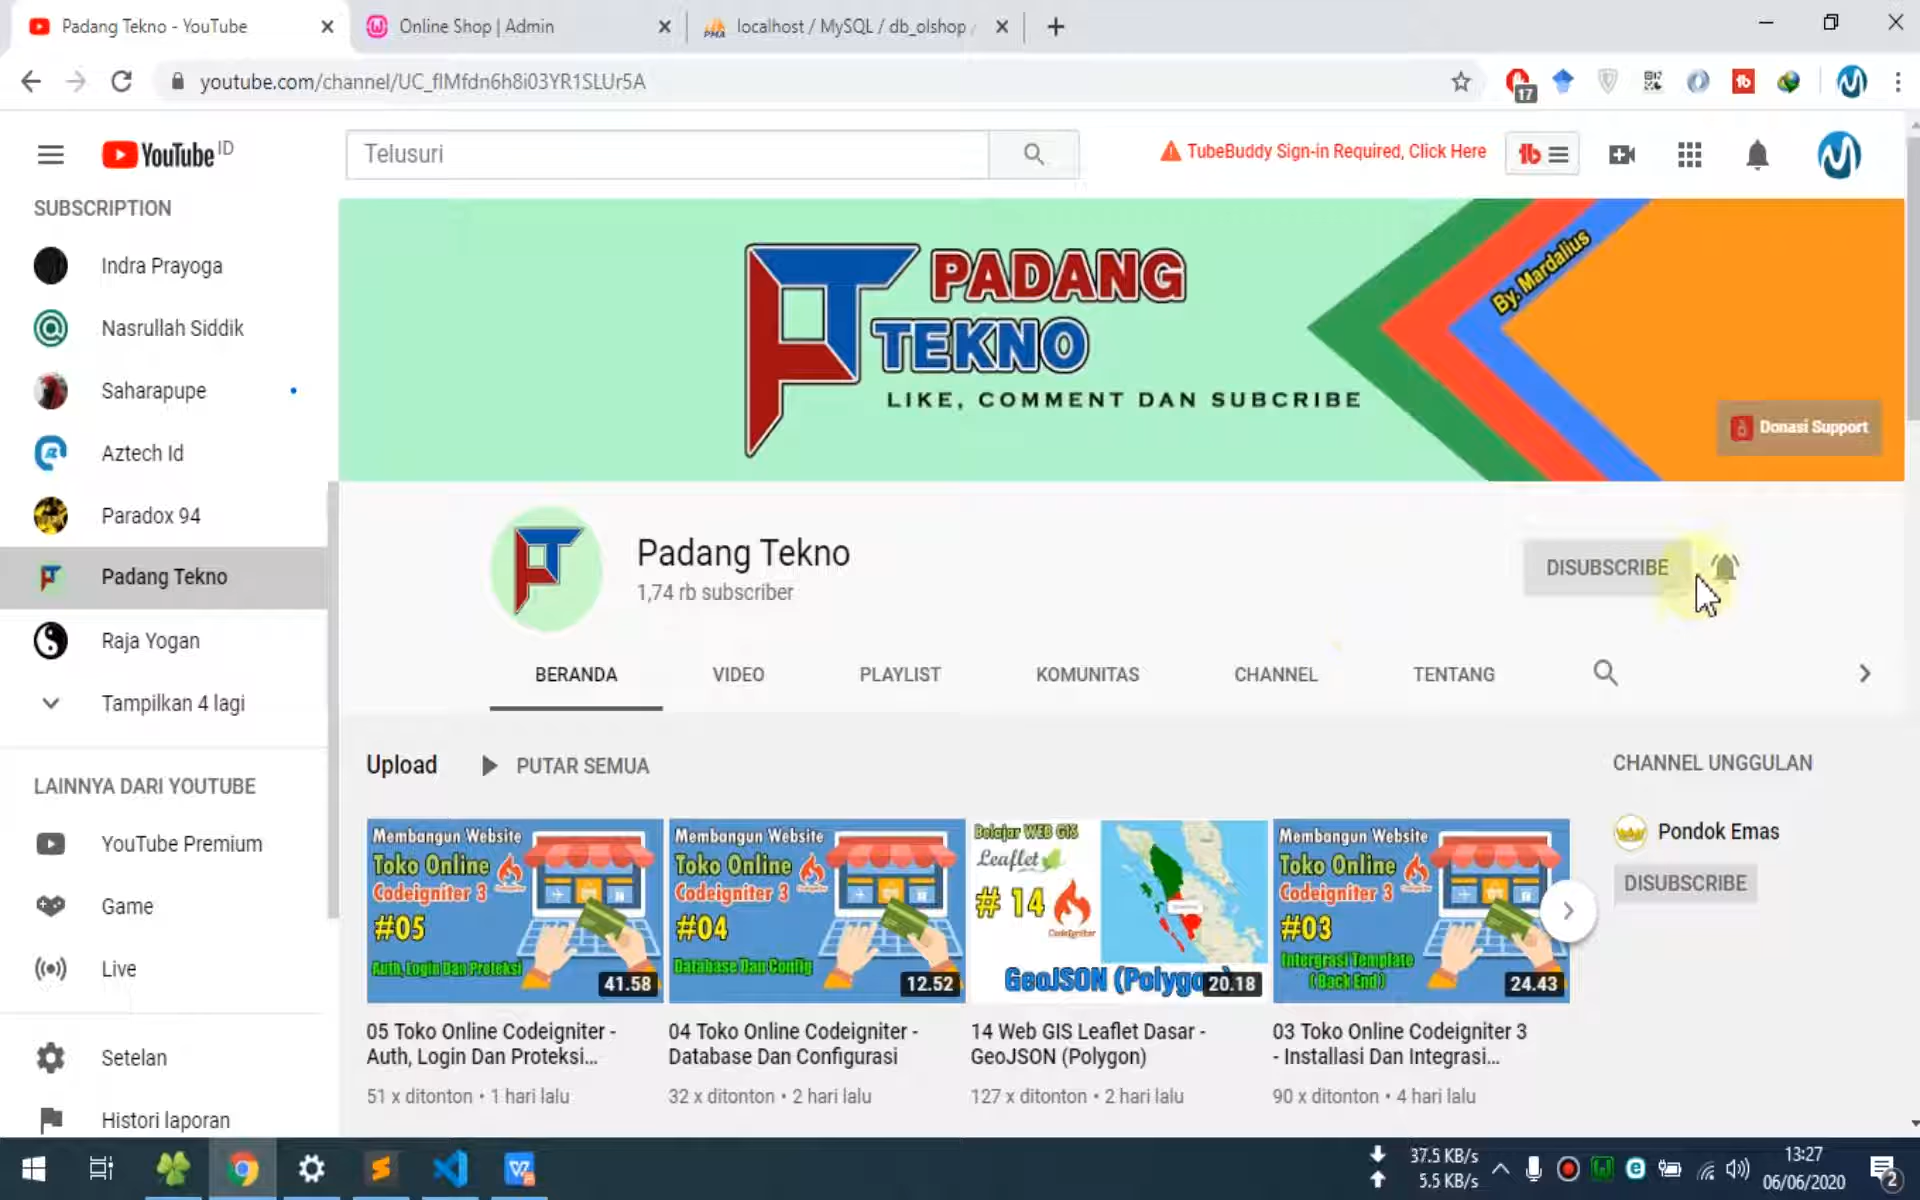 Padang Tekno - YouTube
Online Shop | Admin
localhost / MySQL / db_olshop
youtube.com/channel/UC_flMfdn6h8i03YR1SLUr5A
17
YouTube ID
Telusuri
TubeBuddy Sign-in Required, Click Here
SUBSCRIPTION
Indra Prayoga
Nasrullah Siddik
Saharapupe
Aztech Id
Paradox 94
Padang Tekno
Raja Yogan
Tampilkan 4 lagi
LAINNYA DARI YOUTUBE
YouTube Premium
Game
Live
Setelan
Histori laporan
PADANG
TEKNO
LIKE, COMMENT DAN SUBCRIBE
By. Mardalius
Donasi Support
Padang Tekno
1,74 rb subscriber
DISUBSCRIBE
BERANDA
VIDEO
PLAYLIST
KOMUNITAS
CHANNEL
TENTANG
Upload
PUTAR SEMUA
Membangun Website
Toko Online
Codeigniter 3
#05
Auth, Login Dan Proteksi
41.58
05 Toko Online Codeigniter -
Auth, Login Dan Proteksi...
51 x ditonton • 1 hari lalu
Membangun Website
Toko Online
Codeigniter 3
#04
Database Dan Config
12.52
04 Toko Online Codeigniter -
Database Dan Configurasi
32 x ditonton • 2 hari lalu
Belajar WEB GIS
Leaflet
# 14
CodeIgniter
GeoJSON (Polygo
20.18
14 Web GIS Leaflet Dasar -
GeoJSON (Polygon)
127 x ditonton • 2 hari lalu
Membangun Website
Toko Online
Codeigniter 3
#03
Intergrasi Template
(Back End)
24.43
03 Toko Online Codeigniter 3
- Installasi Dan Integrasi...
90 x ditonton • 4 hari lalu
CHANNEL UNGGULAN
Pondok Emas
DISUBSCRIBE
37.5 KB/s
5.5 KB/s
13:27
06/06/2020
2